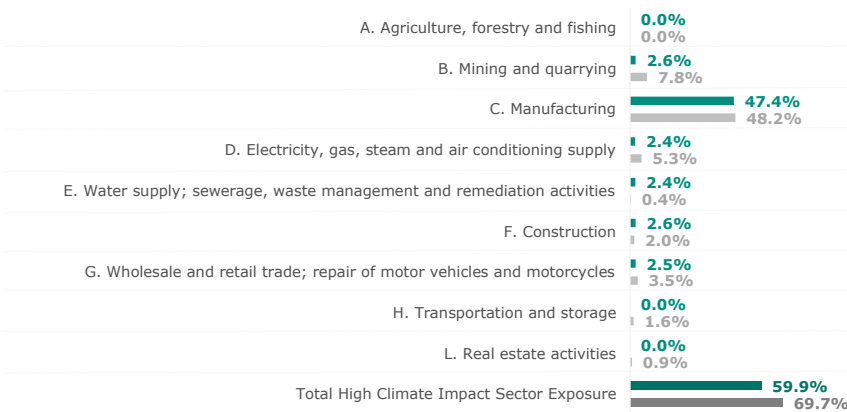 A. Agriculture, forestry and fishing
0.0%
0.0%
B. Mining and quarrying
2.6%
7.8%
C. Manufacturing
47.4%
48.2%
D. Electricity, gas, steam and air conditioning supply
2.4%
5.3%
E. Water supply; sewerage, waste management and remediation activities
2.4%
0.4%
F. Construction
2.6%
2.0%
G. Wholesale and retail trade; repair of motor vehicles and motorcycles
2.5%
3.5%
H. Transportation and storage
0.0%
1.6%
L. Real estate activities
0.0%
0.9%
Total High Climate Impact Sector Exposure
59.9%
69.7%